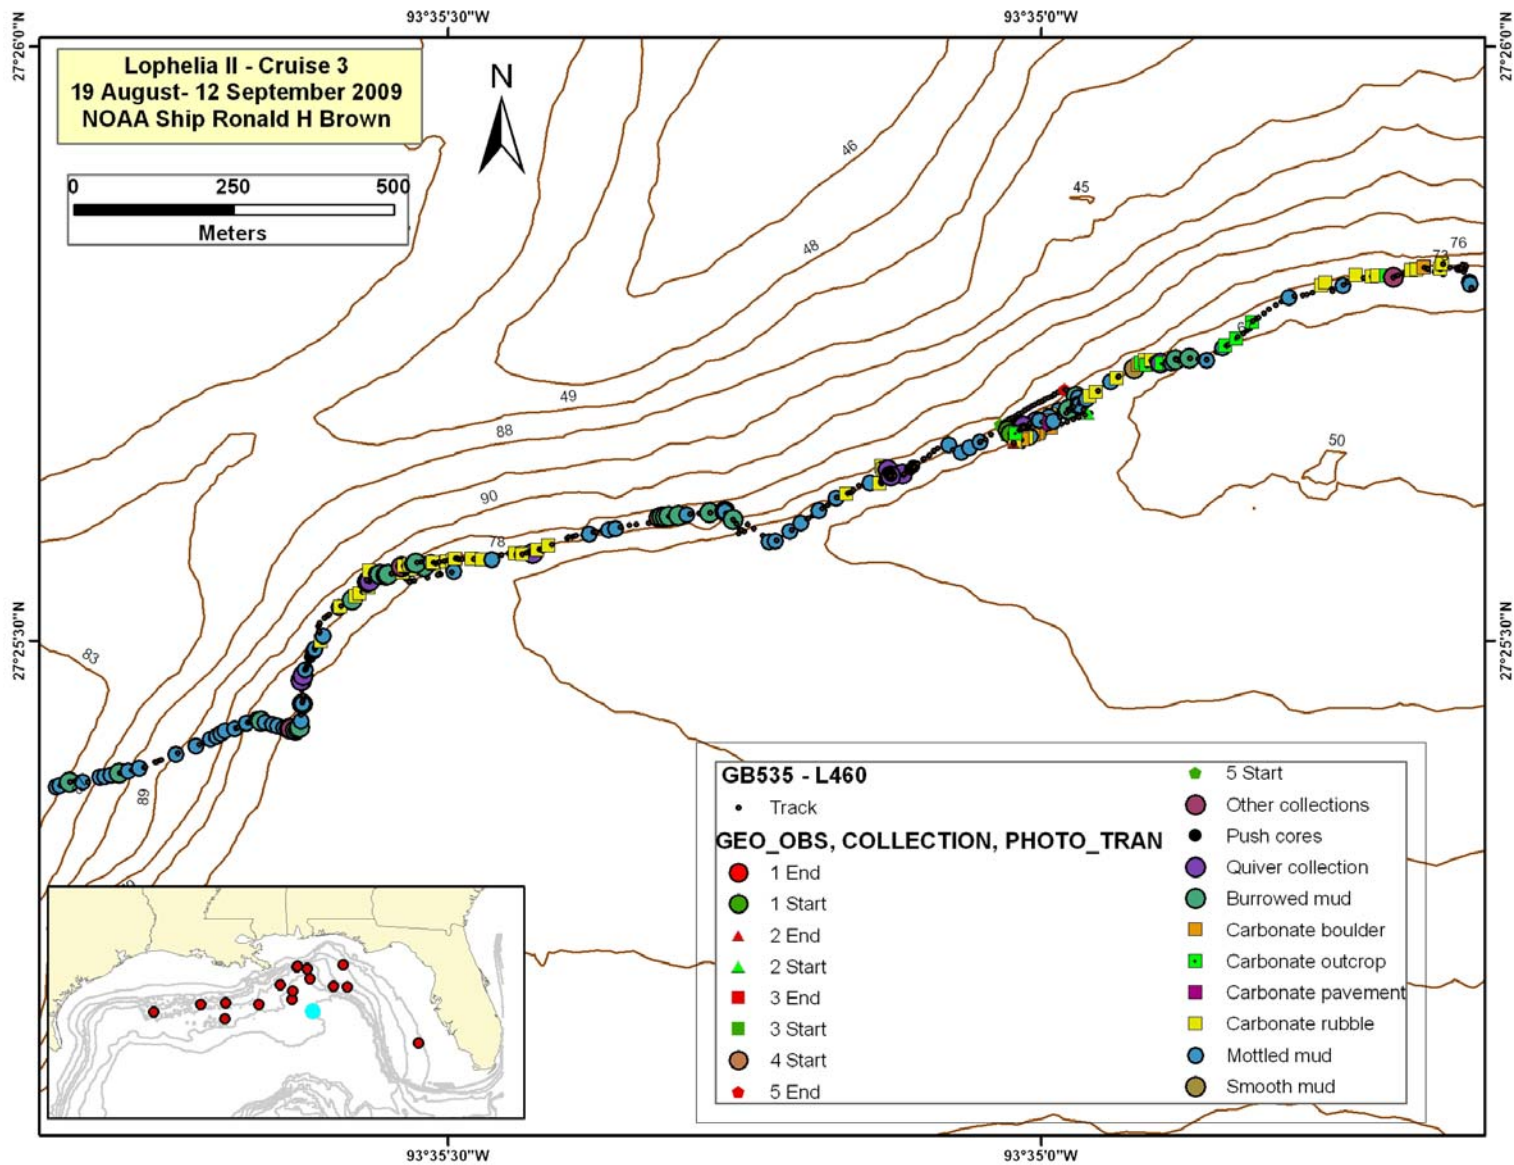 93°35'30"W
93°35'0"W
27°26'0"N
27°26'0"N
Lophelia II - Cruise 3
19 August- 12 September 2009
NOAA Ship Ronald H Brown
N
0 250 500
Meters
46
45
48
76
73
49
88
50
90
78
27°25'30"N
27°25'30"N
83
89
GB535 - L460
Track
GEO_OBS, COLLECTION, PHOTO_TRAN
1 End
1 Start
2 End
2 Start
3 End
3 Start
4 Start
5 End
5 Start
Other collections
Push cores
Quiver collection
Burrowed mud
Carbonate boulder
Carbonate outcrop
Carbonate pavement
Carbonate rubble
Mottled mud
Smooth mud
93°35'30"W
93°35'0"W